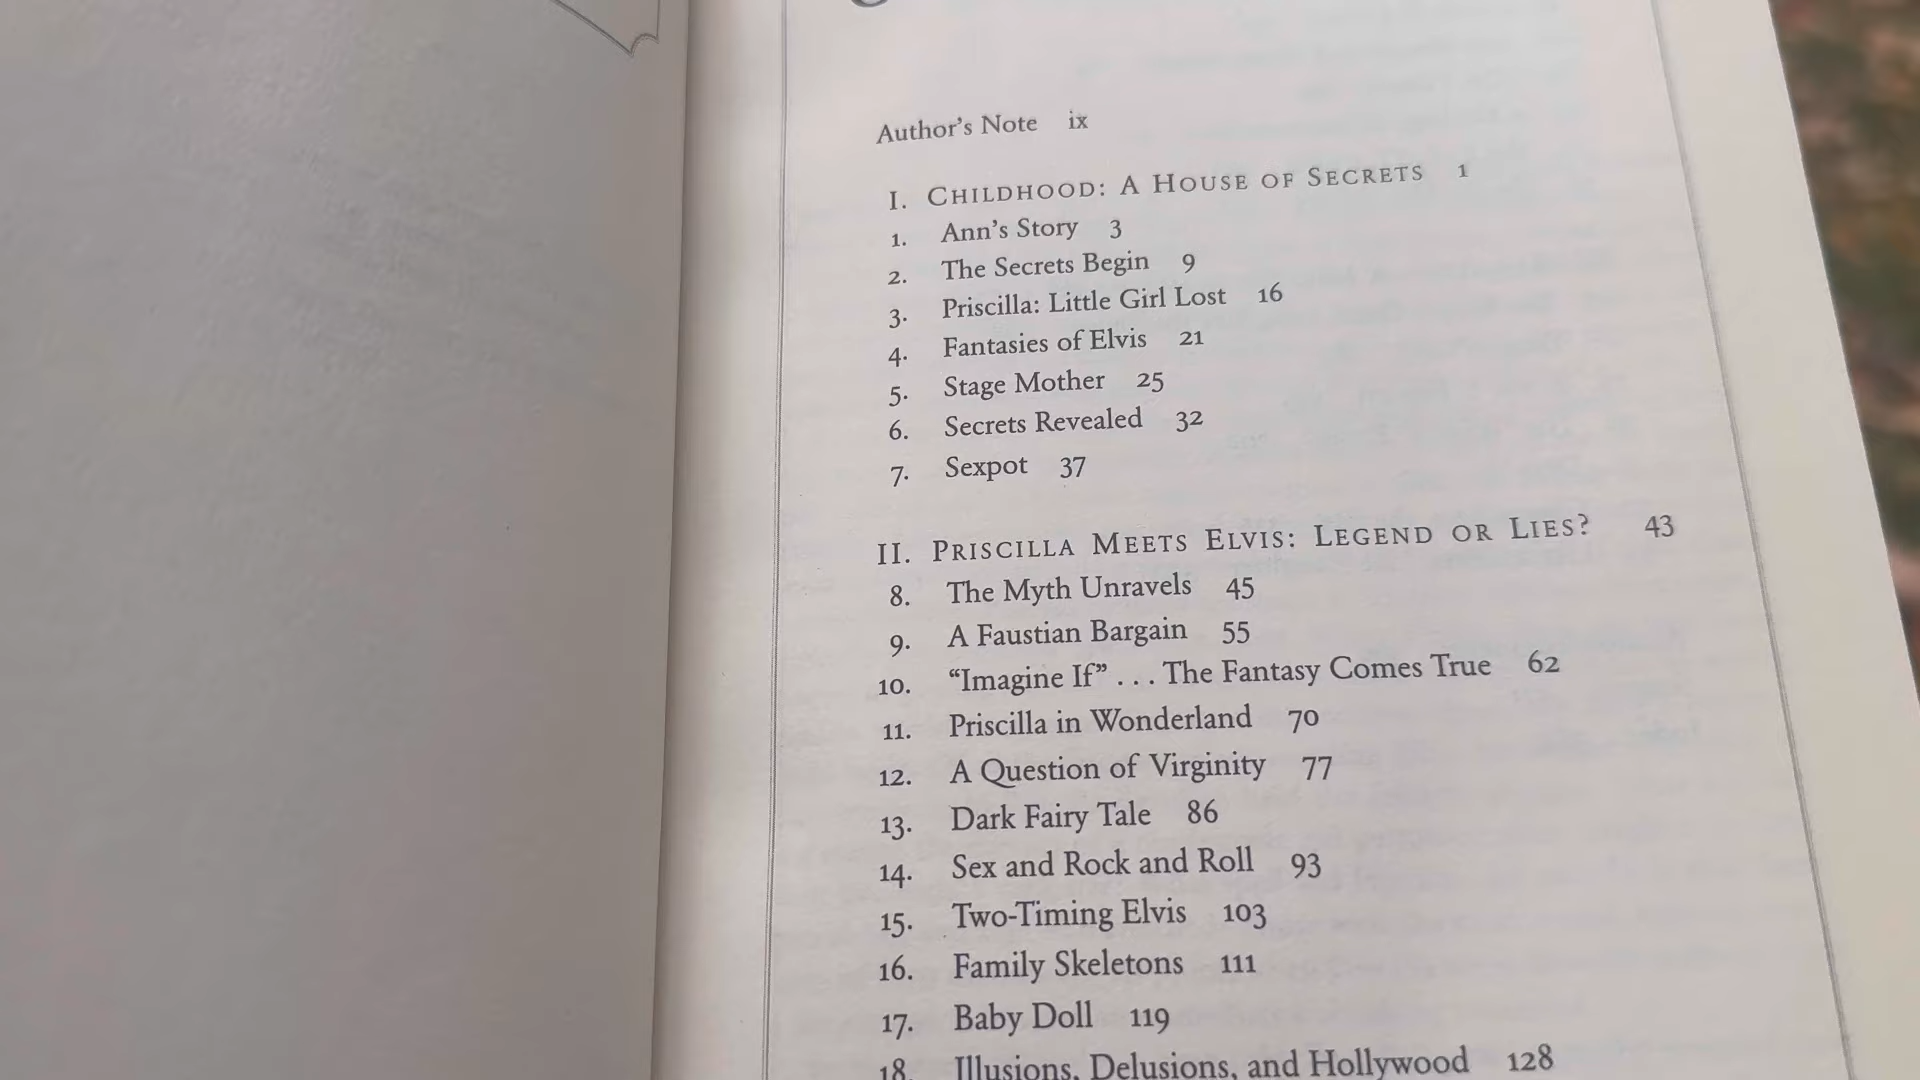 Author's Note ix
I. CHILDHOOD: A HOUSE OF SECRETS 1
1. Ann's Story 3
2. The Secrets Begin 9
3. Priscilla: Little Girl Lost 16
4. Fantasies of Elvis 21
5. Stage Mother 25
6. Secrets Revealed 32
7. Sexpot 37
II. PRISCILLA MEETS ELVIS: LEGEND OR LIES? 43
8. The Myth Unravels 45
9. A Faustian Bargain 55
10. “Imagine If” . . . The Fantasy Comes True 62
11. Priscilla in Wonderland 70
12. A Question of Virginity 77
13. Dark Fairy Tale 86
14. Sex and Rock and Roll 93
15. Two-Timing Elvis 103
16. Family Skeletons 111
17. Baby Doll 119
18. Illusions, Delusions, and Hollywood 128